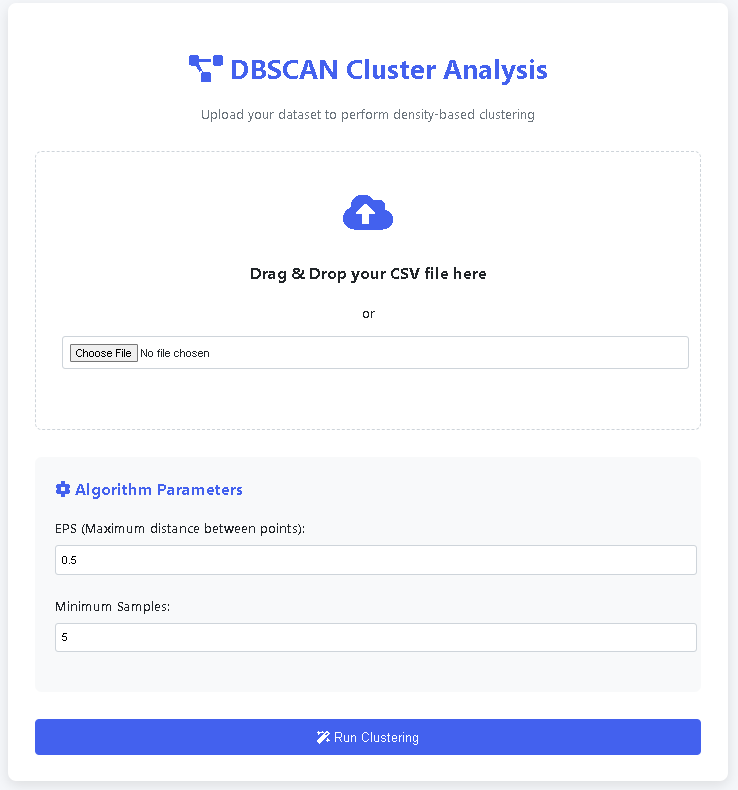 DBSCAN Cluster Analysis
Upload your dataset to perform density-based clustering
Drag & Drop your CSV file here
or
Choose File No file chosen
Algorithm Parameters
EPS (Maximum distance between points):
0.5
Minimum Samples:
5
Run Clustering